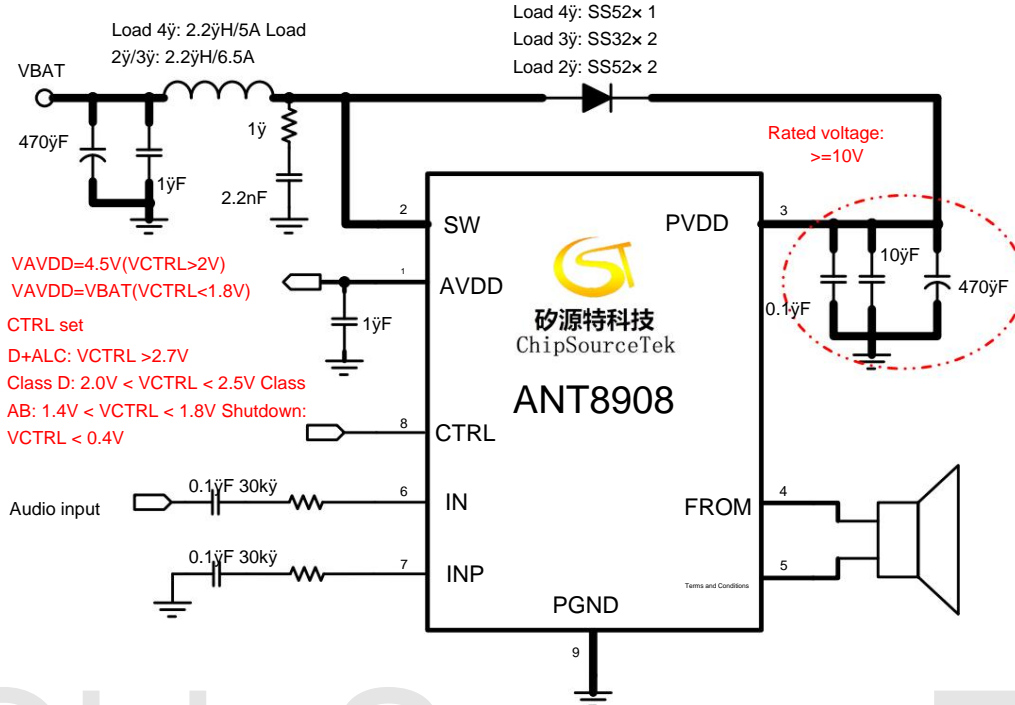 Load 4ÿ: SS52× 1
Load 3ÿ: SS32× 2
Load 2ÿ: SS52× 2
Load 4ÿ: 2.2ÿH/5A Load
2ÿ/3ÿ: 2.2ÿH/6.5A
VBAT
470ÿF
1ÿF
1ÿ
2.2nF
Rated voltage:
>=10V
2
SW
PVDD
3
10ÿF
0.1ÿF
470ÿF
VAVDD=4.5V(VCTRL>2V)
VAVDD=VBAT(VCTRL<1.8V)
CTRL set
D+ALC: VCTRL >2.7V
Class D: 2.0V < VCTRL < 2.5V Class
AB: 1.4V < VCTRL < 1.8V Shutdown:
VCTRL < 0.4V
1
AVDD
1ÿF
ST
矽源特科技
ChipSourceTek
ANT8908
8
CTRL
Audio input
0.1ÿF 30kÿ
6
IN
FROM
4
0.1ÿF 30kÿ
7
INP
Terms and Conditions
5
PGND
9